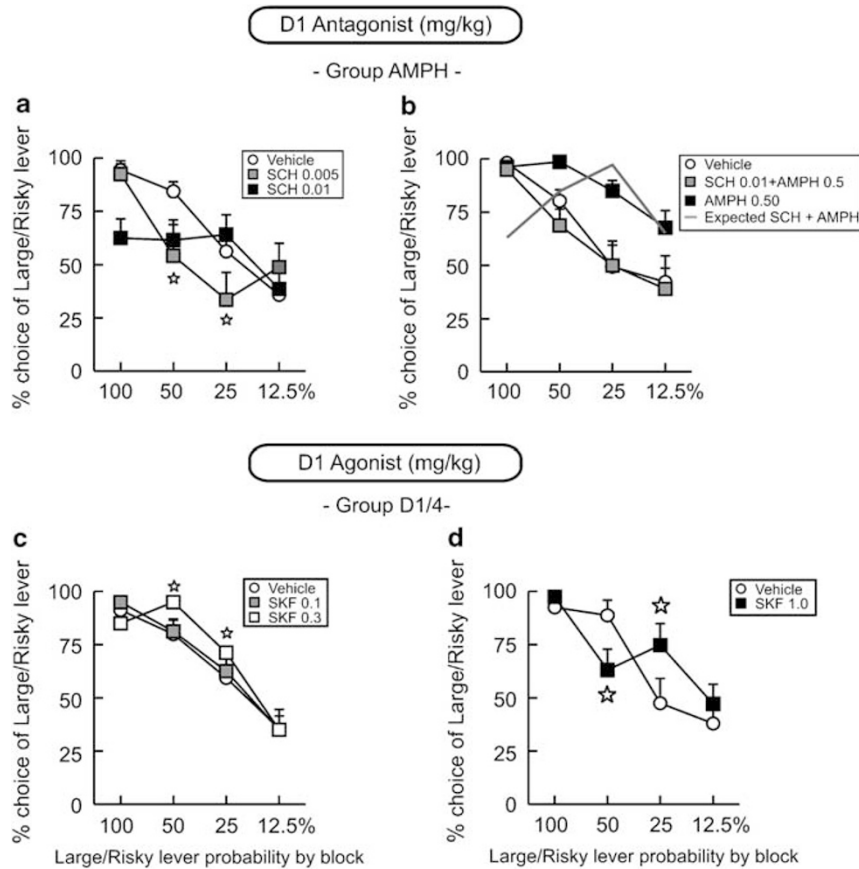 D1 Antagonist (mg/kg)
- Group AMPH -
a
% choice of Large/Risky lever
100
75
50
25
0
100 50 25 12.5%
Vehicle
SCH 0.005
SCH 0.01
b
% choice of Large/Risky lever
100
75
50
25
0
100 50 25 12.5%
Vehicle
SCH 0.01+AMPH 0.5
AMPH 0.50
Expected SCH + AMPH
D1 Agonist (mg/kg)
- Group D1/4-
c
% choice of Large/Risky lever
100
75
50
25
0
100 50 25 12.5%
Large/Risky lever probability by block
Vehicle
SKF 0.1
SKF 0.3
d
% choice of Large/Risky lever
100
75
50
25
0
100 50 25 12.5%
Large/Risky lever probability by block
Vehicle
SKF 1.0